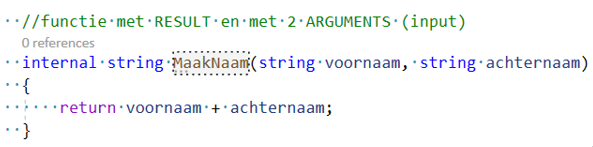 //functie met RESULT en met 2 ARGUMENTS (input)
0 references
internal string MaakNaam(string voornaam, string achternaam)
{
return voornaam + achternaam;
}